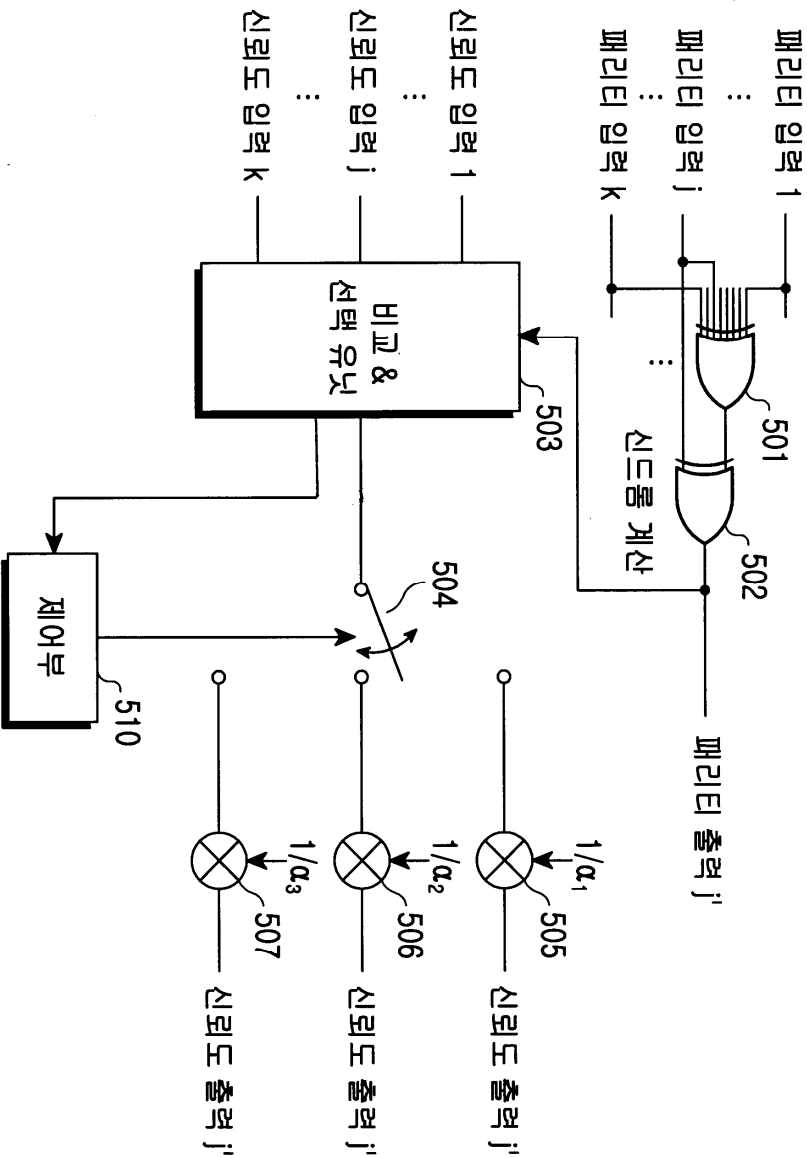 패리티 입력 1
⋯
패리티 입력 j
⋯
패리티 입력 k
501
502
신드롬 계산
⋯
패리티 출력 j'
신뢰도 입력 1
⋯
신뢰도 입력 j
⋯
신뢰도 입력 k
비교 &
선택 유닛
503
504
제어부
510
1/α₁
505
신뢰도 출력 j'
1/α₂
506
신뢰도 출력 j'
1/α₃
507
신뢰도 출력 j'